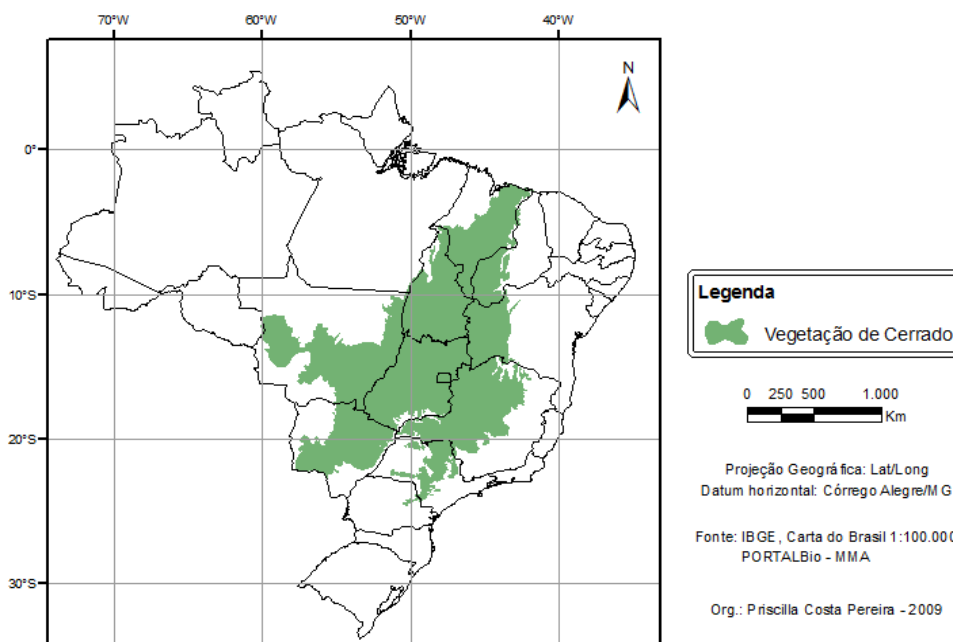 70°W 60°W 50°W 40°W
N
0°
10°S
20°S
30°S
Legenda
Vegetação de Cerrado
0 250 500 1.000
Km
Projeção Geográfica: Lat/Long
Datum horizontal: Córrego Alegre/MG
Fonte: IBGE, Carta do Brasil 1:100.000
PORTALBio - MMA
Org.: Priscilla Costa Pereira - 2009